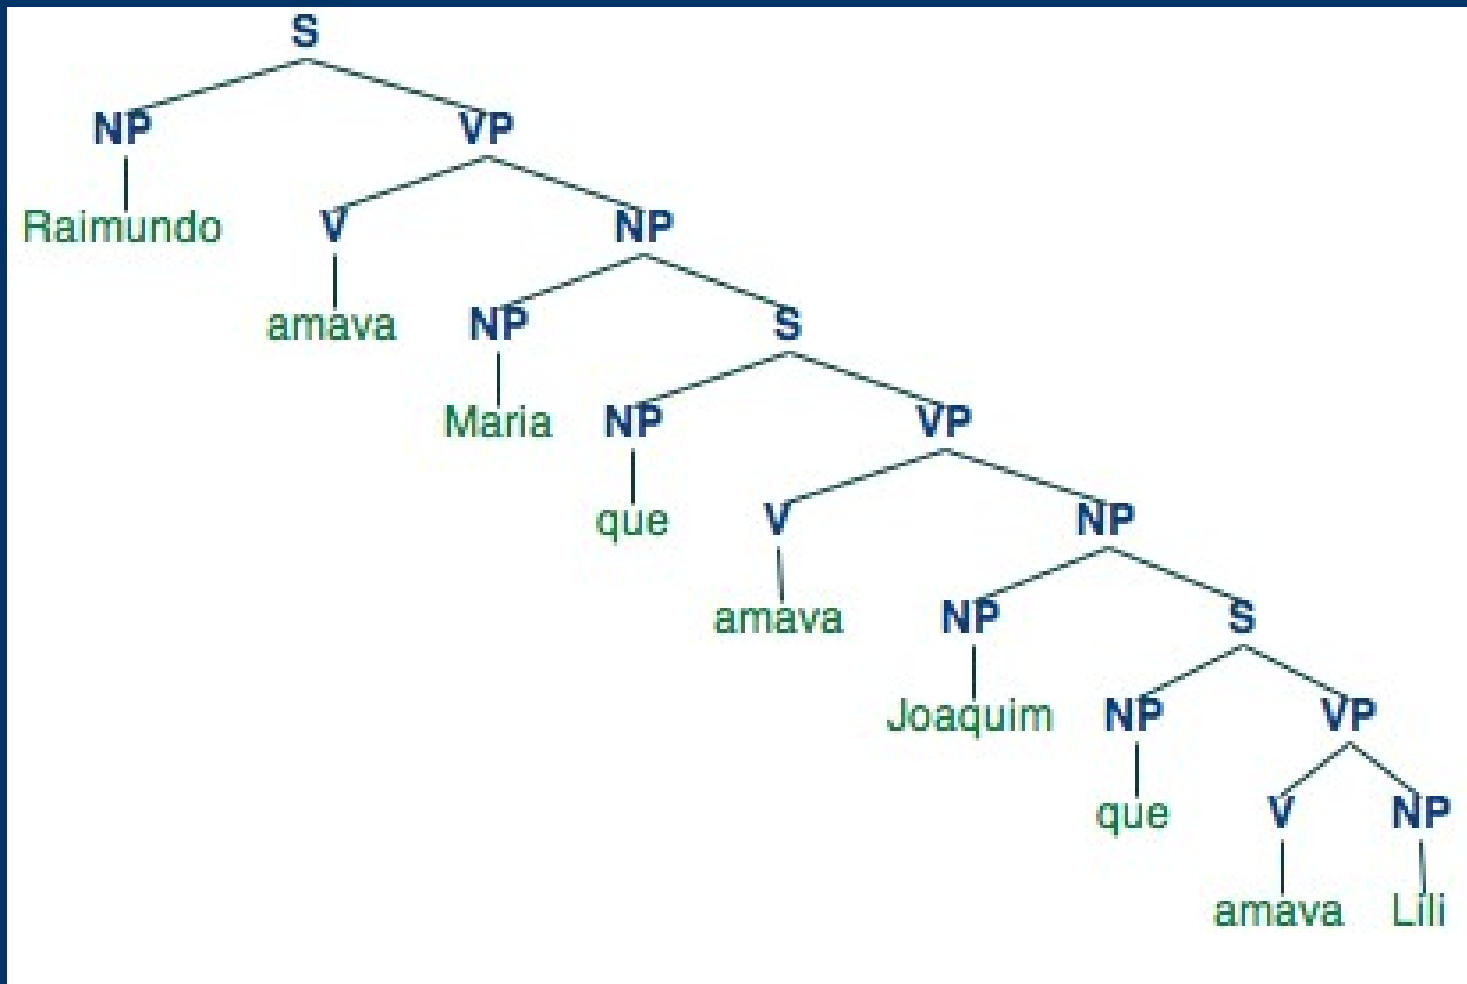 S
NP VP
Raimundo V NP
amava NP S
Maria NP VP
que V NP
amava NP S
Joaquim NP VP
que V NP
amava Lili